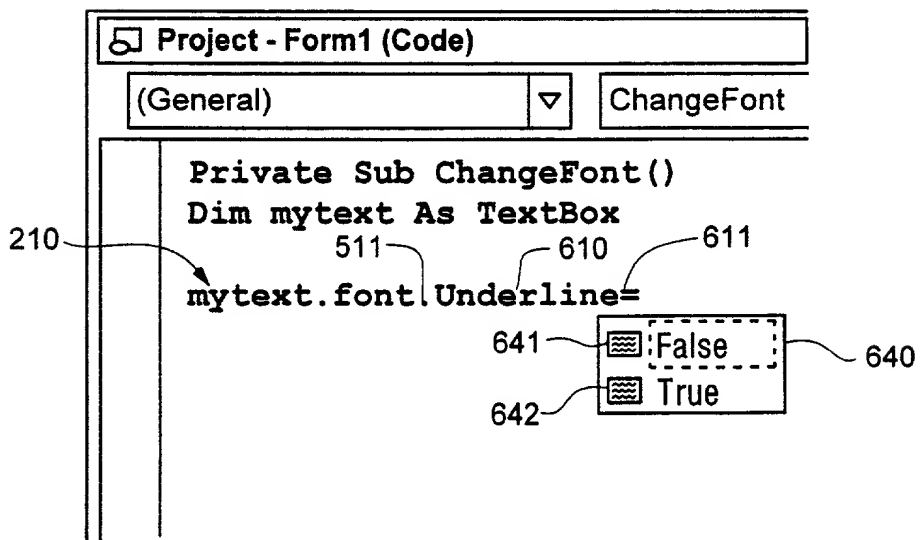 Project - Form1 (Code)
(General) ChangeFont
Private Sub ChangeFont()
Dim mytext As TextBox
210 511 610 611
mytext.font.Underline=
641 False 640
642 True